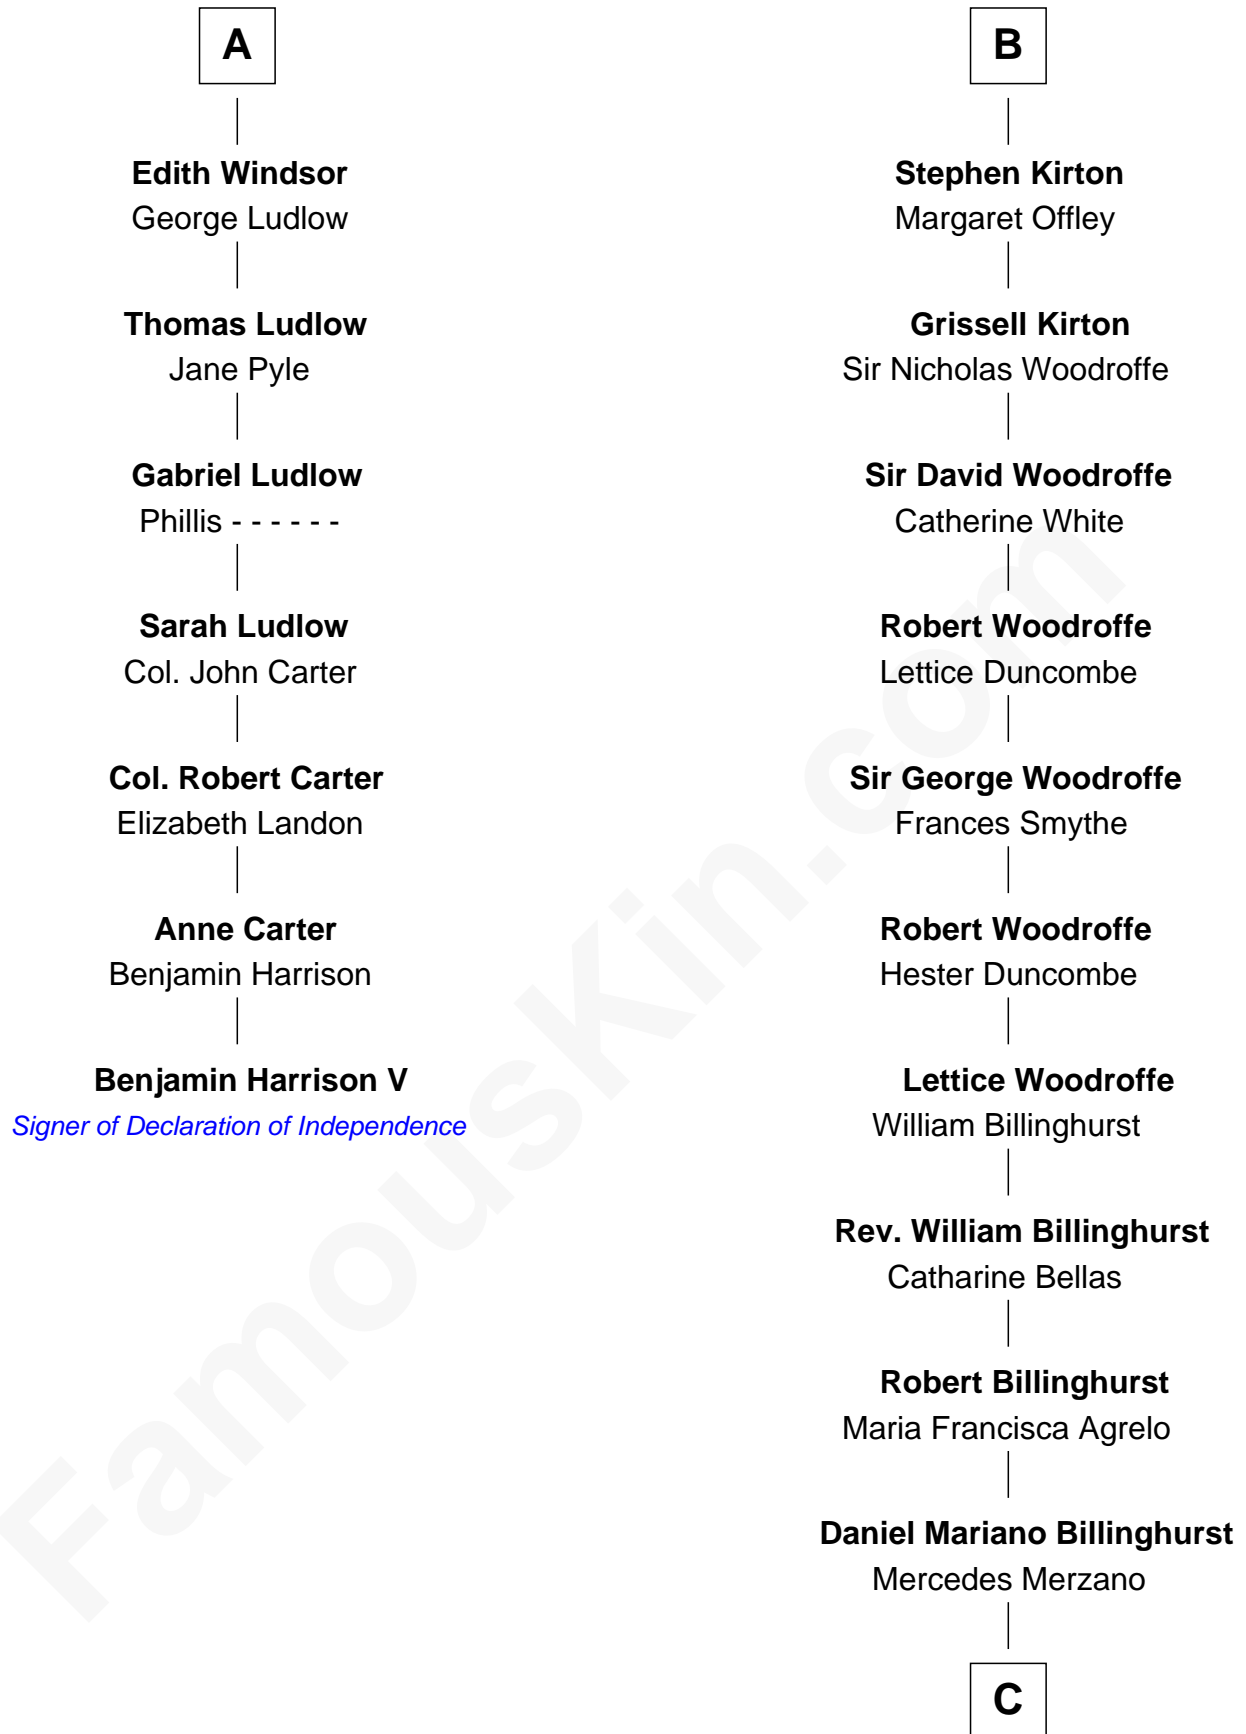 A
Edith Windsor
George Ludlow
Thomas Ludlow
Jane Pyle
Gabriel Ludlow
Phillis - - - - - -
Sarah Ludlow
Col. John Carter
Col. Robert Carter
Elizabeth Landon
Anne Carter
Benjamin Harrison
Benjamin Harrison V
Signer of Declaration of Independence
B
Stephen Kirton
Margaret Offley
Grissell Kirton
Sir Nicholas Woodroffe
Sir David Woodroffe
Catherine White
Robert Woodroffe
Lettice Duncombe
Sir George Woodroffe
Frances Smythe
Robert Woodroffe
Hester Duncombe
Lettice Woodroffe
William Billinghurst
Rev. William Billinghurst
Catharine Bellas
Robert Billinghurst
Maria Francisca Agrelo
Daniel Mariano Billinghurst
Mercedes Merzano
C
FamousKin.com